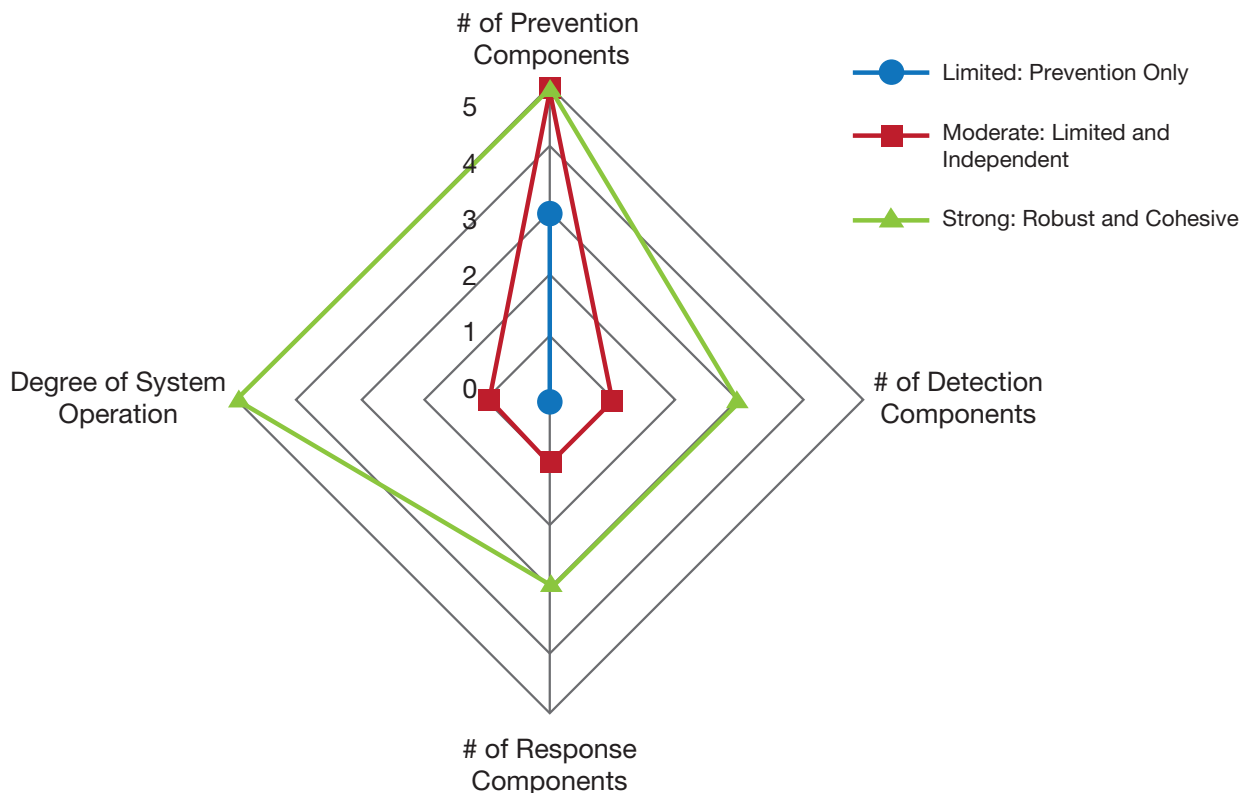 # of Prevention
Components
5
4
3
2
1
0
Limited: Prevention Only
Moderate: Limited and
Independent
Strong: Robust and Cohesive
Degree of System
Operation
# of Detection
Components
# of Response
Components